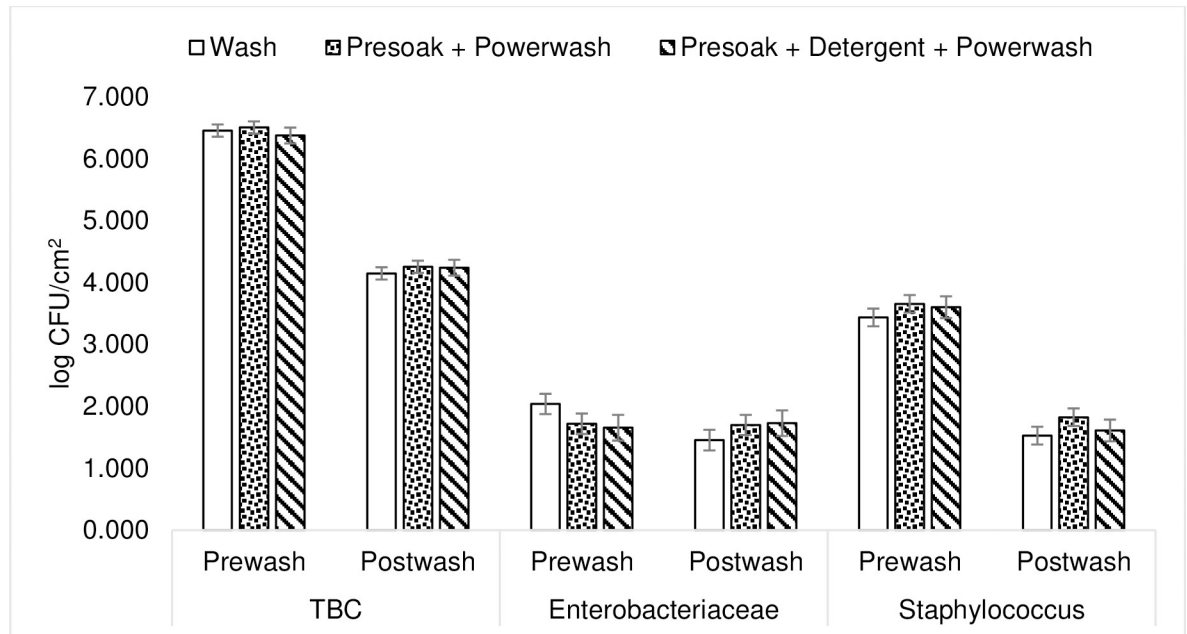 Wash Presoak + Powerwash Presoak + Detergent + Powerwash
7.000
6.000
5.000
4.000
3.000
2.000
1.000
0.000
log CFU/cm²
Prewash Postwash Prewash Postwash Prewash Postwash
TBC Enterobacteriaceae Staphylococcus